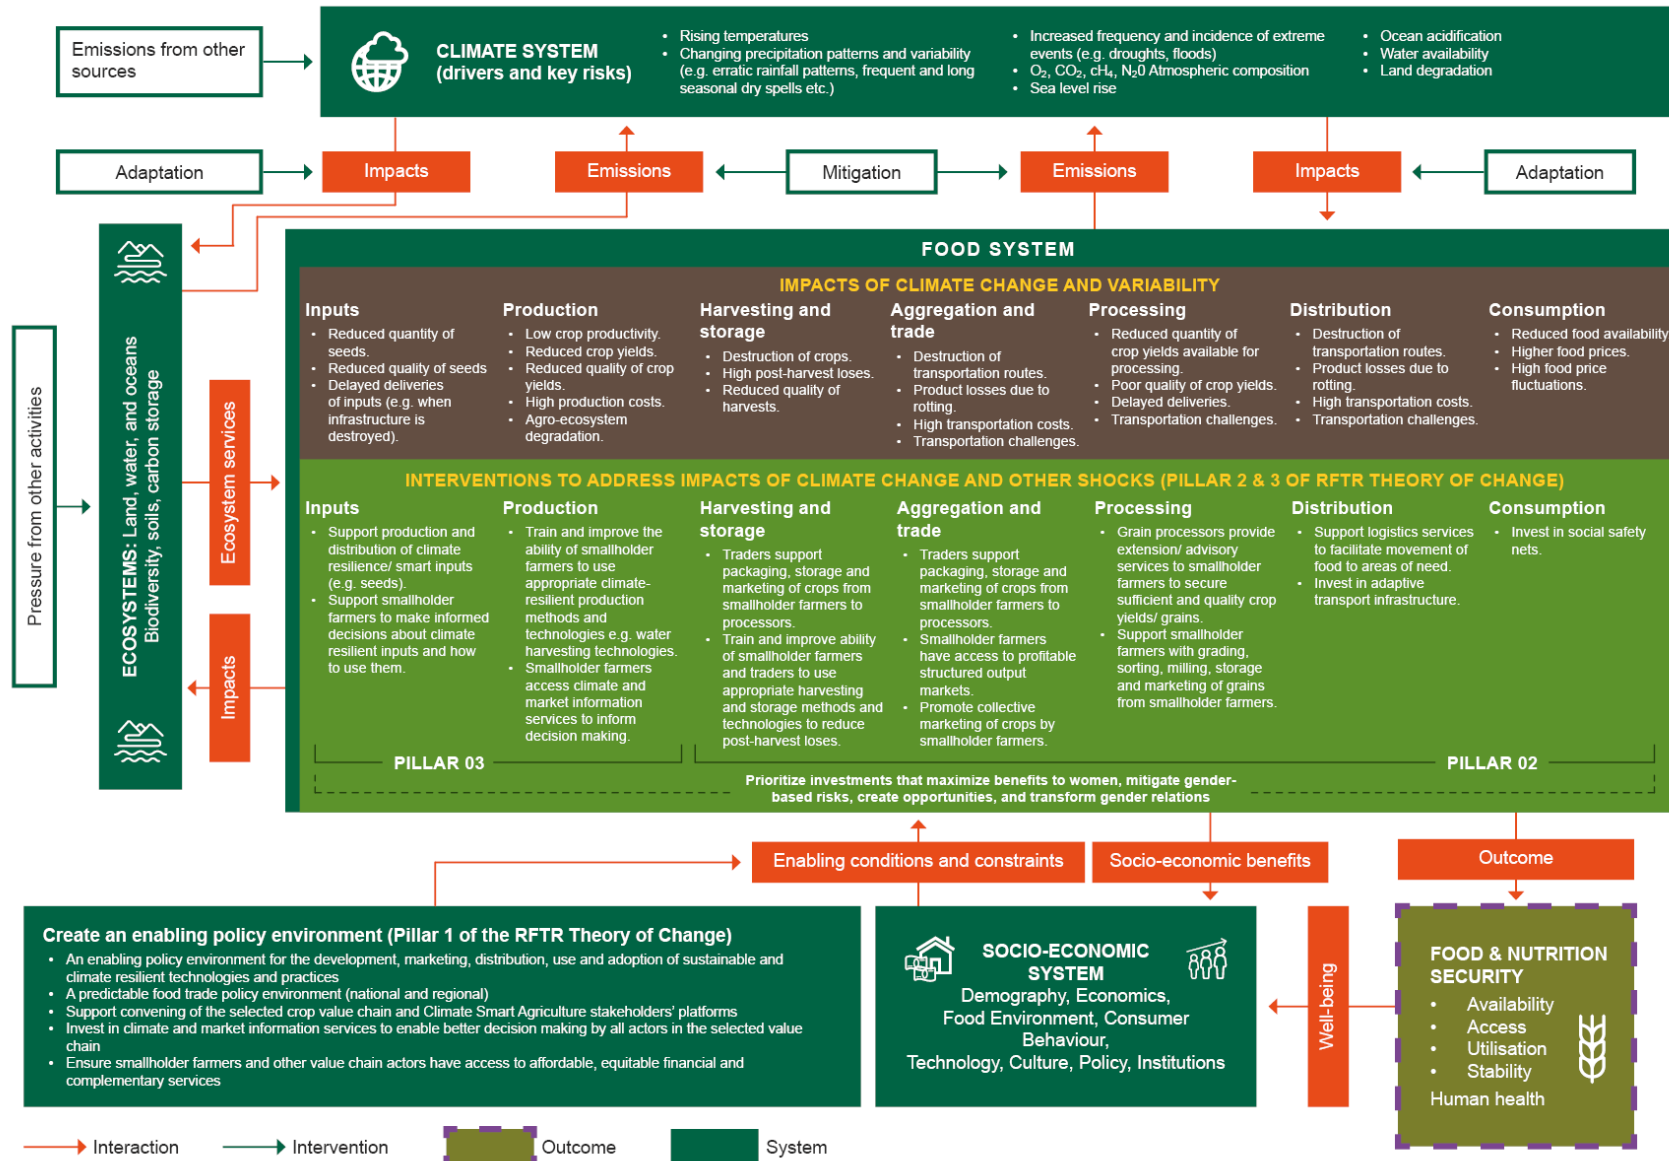 Emissions from other
sources
CLIMATE SYSTEM
(drivers and key risks)
• Rising temperatures
• Changing precipitation patterns and variability
(e.g. erratic rainfall patterns, frequent and long
seasonal dry spells etc.)
• Increased frequency and incidence of extreme
events (e.g. droughts, floods)
• O₂, CO₂, cH₄, N₂0 Atmospheric composition
• Sea level rise
• Ocean acidification
• Water availability
• Land degradation
Adaptation
Impacts
Emissions
Mitigation
Emissions
Impacts
Adaptation
Pressure from other activities
ECOSYSTEMS: Land, water, and oceans
Biodiversity, soils, carbon storage
Ecosystem services
Impacts
FOOD SYSTEM
IMPACTS OF CLIMATE CHANGE AND VARIABILITY
Inputs
• Reduced quantity of
seeds.
• Reduced quality of seeds
• Delayed deliveries
of inputs (e.g. when
infrastructure is
destroyed).
Production
• Low crop productivity.
• Reduced crop yields.
• Reduced quality of crop
yields.
• High production costs.
• Agro-ecosystem
degradation.
Harvesting and
storage
• Destruction of crops.
• High post-harvest loses.
• Reduced quality of
harvests.
Aggregation and
trade
• Destruction of
transportation routes.
• Product losses due to
rotting.
• High transportation costs.
• Transportation challenges.
Processing
• Reduced quantity of
crop yields available for
processing.
• Poor quality of crop yields.
• Delayed deliveries.
• Transportation challenges.
Distribution
• Destruction of
transportation routes.
• Product losses due to
rotting.
• High transportation costs.
• Transportation challenges.
Consumption
• Reduced food availability
• Higher food prices.
• High food price
fluctuations.
INTERVENTIONS TO ADDRESS IMPACTS OF CLIMATE CHANGE AND OTHER SHOCKS (PILLAR 2 & 3 OF RFTR THEORY OF CHANGE)
Inputs
• Support production and
distribution of climate
resilience/ smart inputs
(e.g. seeds).
• Support smallholder
farmers to make informed
decisions about climate
resilient inputs and how
to use them.
Production
• Train and improve the
ability of smallholder
farmers to use
appropriate climate-
resilient production
methods and
technologies e.g. water
harvesting technologies.
• Smallholder farmers
access climate and
market information
services to inform
decision making.
Harvesting and
storage
• Traders support
packaging, storage and
marketing of crops from
smallholder farmers to
processors.
• Train and improve ability
of smallholder farmers
and traders to use
appropriate harvesting
and storage methods and
technologies to reduce
post-harvest loses.
Aggregation and
trade
• Traders support
packaging, storage and
marketing of crops from
smallholder farmers to
processors.
• Smallholder farmers
have access to profitable
structured output
markets.
• Promote collective
marketing of crops by
smallholder farmers.
Processing
• Grain processors provide
extension/ advisory
services to smallholder
farmers to secure
sufficient and quality crop
yields/ grains.
• Support smallholder
farmers with grading,
sorting, milling, storage
and marketing of grains
from smallholder farmers.
Distribution
• Support logistics services
to facilitate movement of
food to areas of need.
• Invest in adaptive
transport infrastructure.
Consumption
• Invest in social safety
nets.
PILLAR 03
PILLAR 02
Prioritize investments that maximize benefits to women, mitigate gender-
based risks, create opportunities, and transform gender relations
Enabling conditions and constraints
Socio-economic benefits
Outcome
Create an enabling policy environment (Pillar 1 of the RFTR Theory of Change)
• An enabling policy environment for the development, marketing, distribution, use and adoption of sustainable and
climate resilient technologies and practices
• A predictable food trade policy environment (national and regional)
• Support convening of the selected crop value chain and Climate Smart Agriculture stakeholders' platforms
• Invest in climate and market information services to enable better decision making by all actors in the selected value
chain
• Ensure smallholder farmers and other value chain actors have access to affordable, equitable financial and
complementary services
SOCIO-ECONOMIC
SYSTEM
Demography, Economics,
Food Environment, Consumer
Behaviour,
Technology, Culture, Policy, Institutions
Well-being
FOOD & NUTRITION
SECURITY
• Availability
• Access
• Utilisation
• Stability
Human health
Interaction
Intervention
Outcome
System